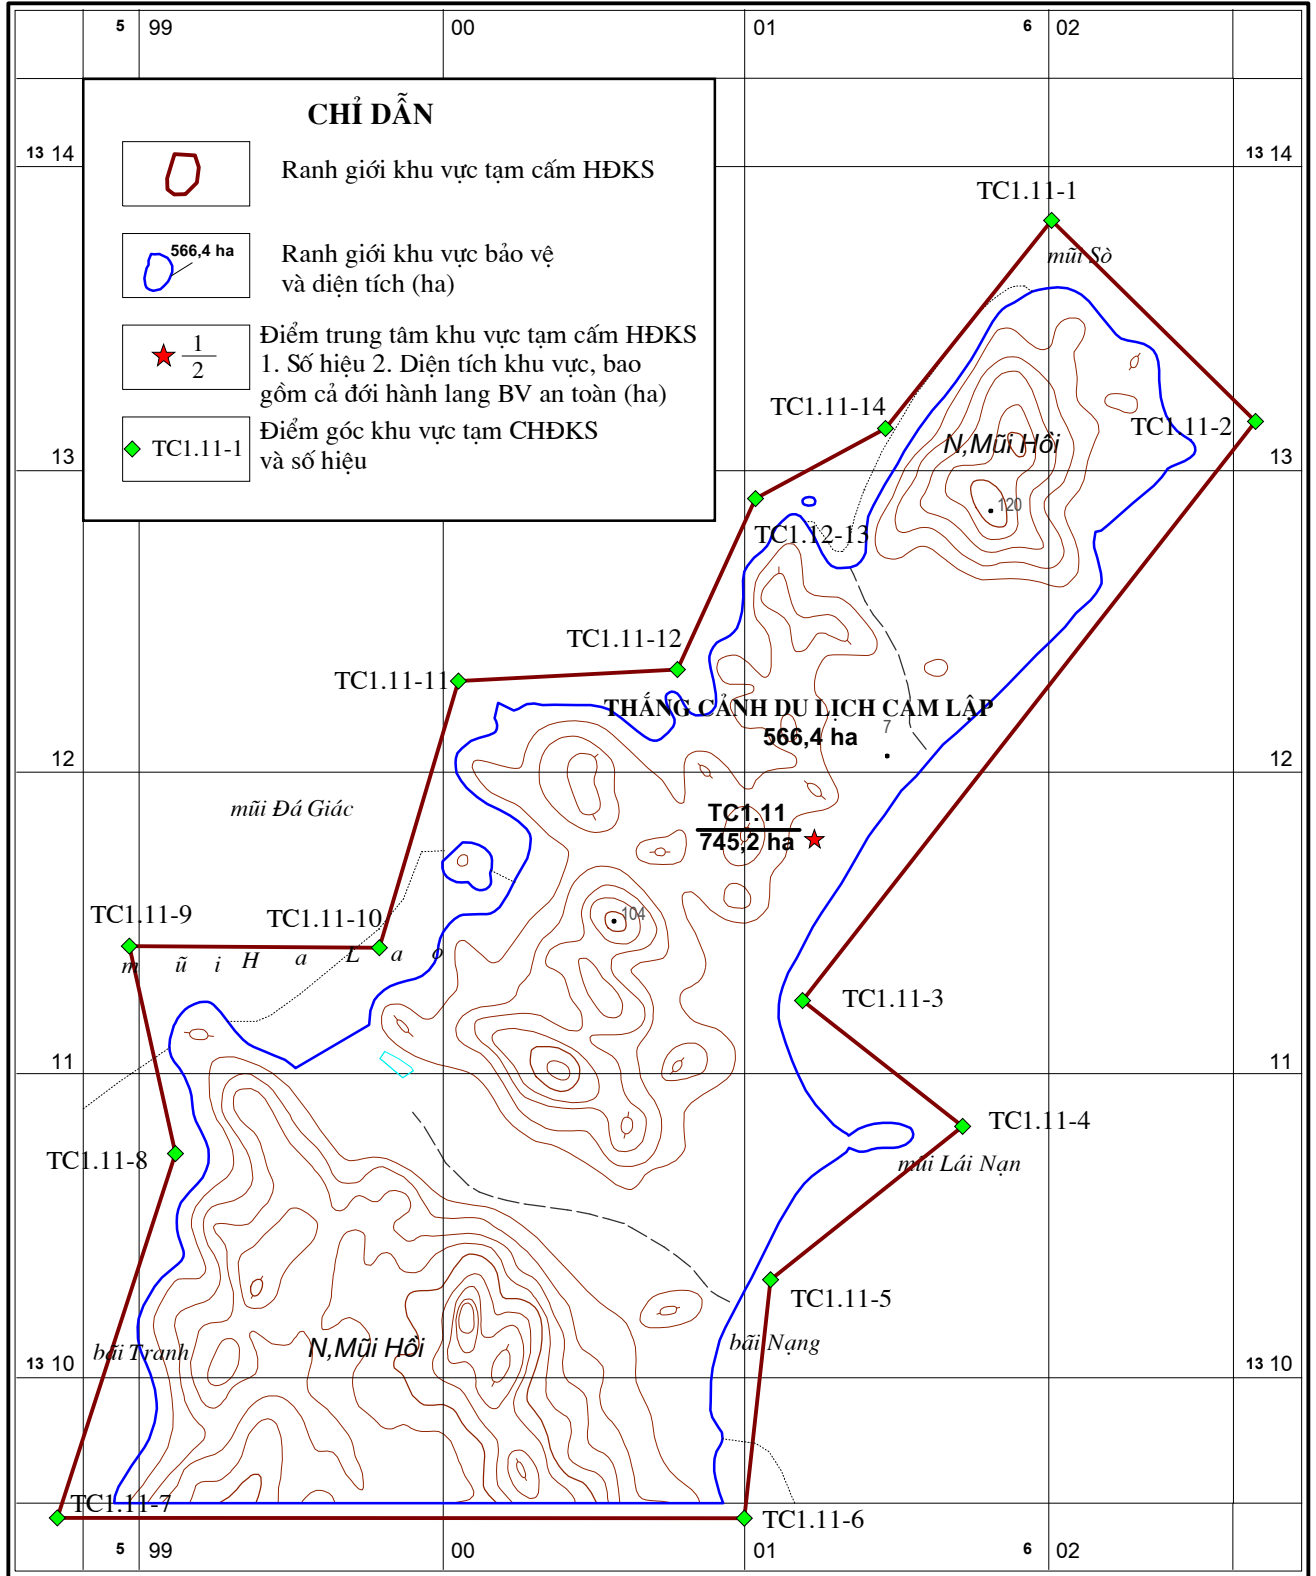 5 99 00 01 6 02
CHỈ DẪN
Ranh giới khu vực tạm cấm HĐKS
566,4 ha
Ranh giới khu vực bảo vệ
và diện tích (ha)
1
2
Điểm trung tâm khu vực tạm cấm HĐKS
1. Số hiệu 2. Diện tích khu vực, bao
gồm cả đới hành lang BV an toàn (ha)
TC1.11-1
Điểm góc khu vực tạm CHĐKS
và số hiệu
13 14
13 14
TC1.11-1
mũi Sò
TC1.11-14
TC1.11-2
N,Mũi Hồi
13
13
120
TC1.12-13
TC1.11-12
TC1.11-11
THẮNG CẢNH DU LỊCH CAM LẬP
7
566,4 ha
12
12
mũi Đá Giác
TC1.11
745,2 ha
104
TC1.11-9
TC1.11-10
mũi Ha Lao
TC1.11-3
11
11
TC1.11-4
TC1.11-8
mũi Lái Nạn
TC1.11-5
bãi Nạng
bãi Tranh
N,Mũi Hồi
13 10
13 10
TC1.11-7
TC1.11-6
5 99 00 01 6 02